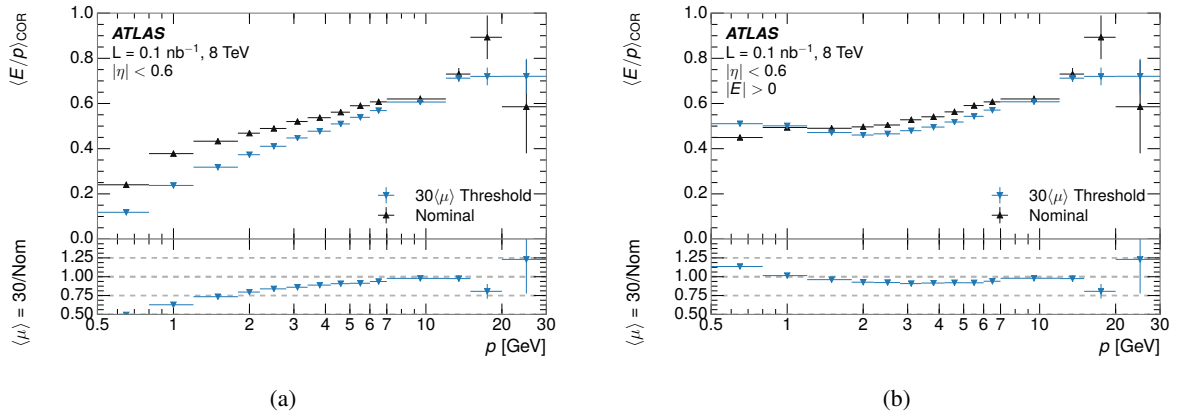 ⟨E/p⟩COR
1.0
0.8
0.6
0.4
0.2
0.0
ATLAS
L = 0.1 nb⁻¹, 8 TeV
|η| < 0.6
30⟨μ⟩ Threshold
Nominal
⟨μ⟩ = 30/Nom
1.25
1.00
0.75
0.50
0.5 1 2 3 4 5 6 7 10 20 30
p [GeV]
(a)
⟨E/p⟩COR
1.0
0.8
0.6
0.4
0.2
0.0
ATLAS
L = 0.1 nb⁻¹, 8 TeV
|η| < 0.6
|E| > 0
30⟨μ⟩ Threshold
Nominal
⟨μ⟩ = 30/Nom
1.25
1.00
0.75
0.50
0.5 1 2 3 4 5 6 7 10 20 30
p [GeV]
(b)